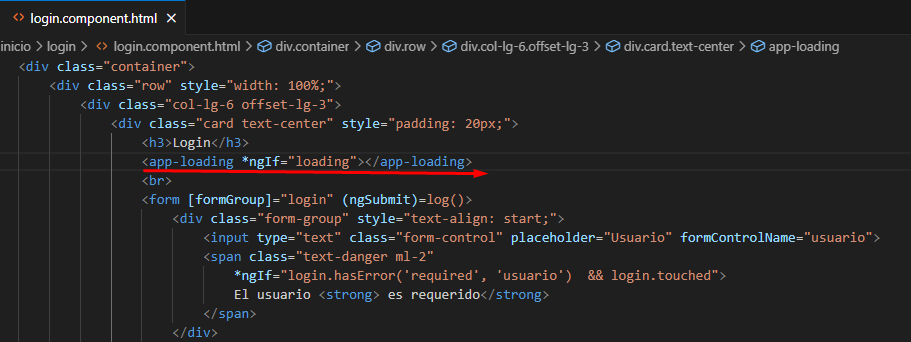 login.component.html
inicio > login > login.component.html > div.container > div.row > div.col-lg-6.offset-lg-3 > div.card.text-center > app-loading
<div class="container">
<div class="row" style="width: 100%;">
<div class="col-lg-6 offset-lg-3">
<div class="card text-center" style="padding: 20px;">
<h3>Login</h3>
<app-loading *ngIf="loading"></app-loading>
<br>
<form [formGroup]="login" (ngSubmit)=log()>
<div class="form-group" style="text-align: start;">
<input type="text" class="form-control" placeholder="Usuario" formControlName="usuario">
<span class="text-danger ml-2"
*ngIf="login.hasError('required', 'usuario')  && login.touched">
El usuario <strong> es requerido</strong>
</span>
</div>